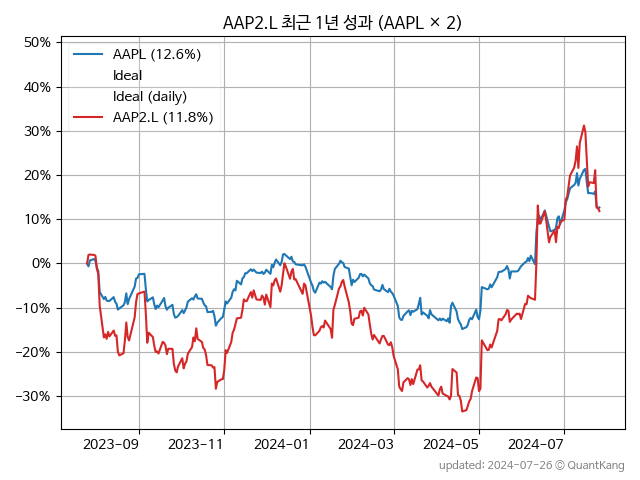 AAP2.L 최근 1년 성과 (AAPL × 2)
50%
40%
30%
20%
10%
0%
−10%
−20%
−30%
AAPL (12.6%)
Ideal
Ideal (daily)
AAP2.L (11.8%)
2023−09
2023−11
2024−01
2024−03
2024−05
2024−07
updated: 2024-07-26 © QuantKang